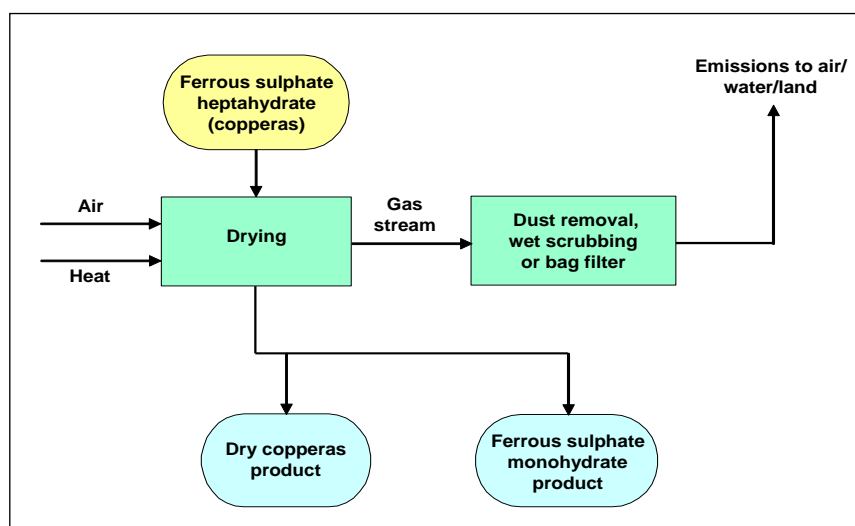 Ferrous sulphate
heptahydrate
(copperas)
Emissions to air/
water/land
Air
Heat
Drying
Gas
stream
Dust removal,
wet scrubbing
or bag filter
Dry copperas
product
Ferrous sulphate
monohydrate
product